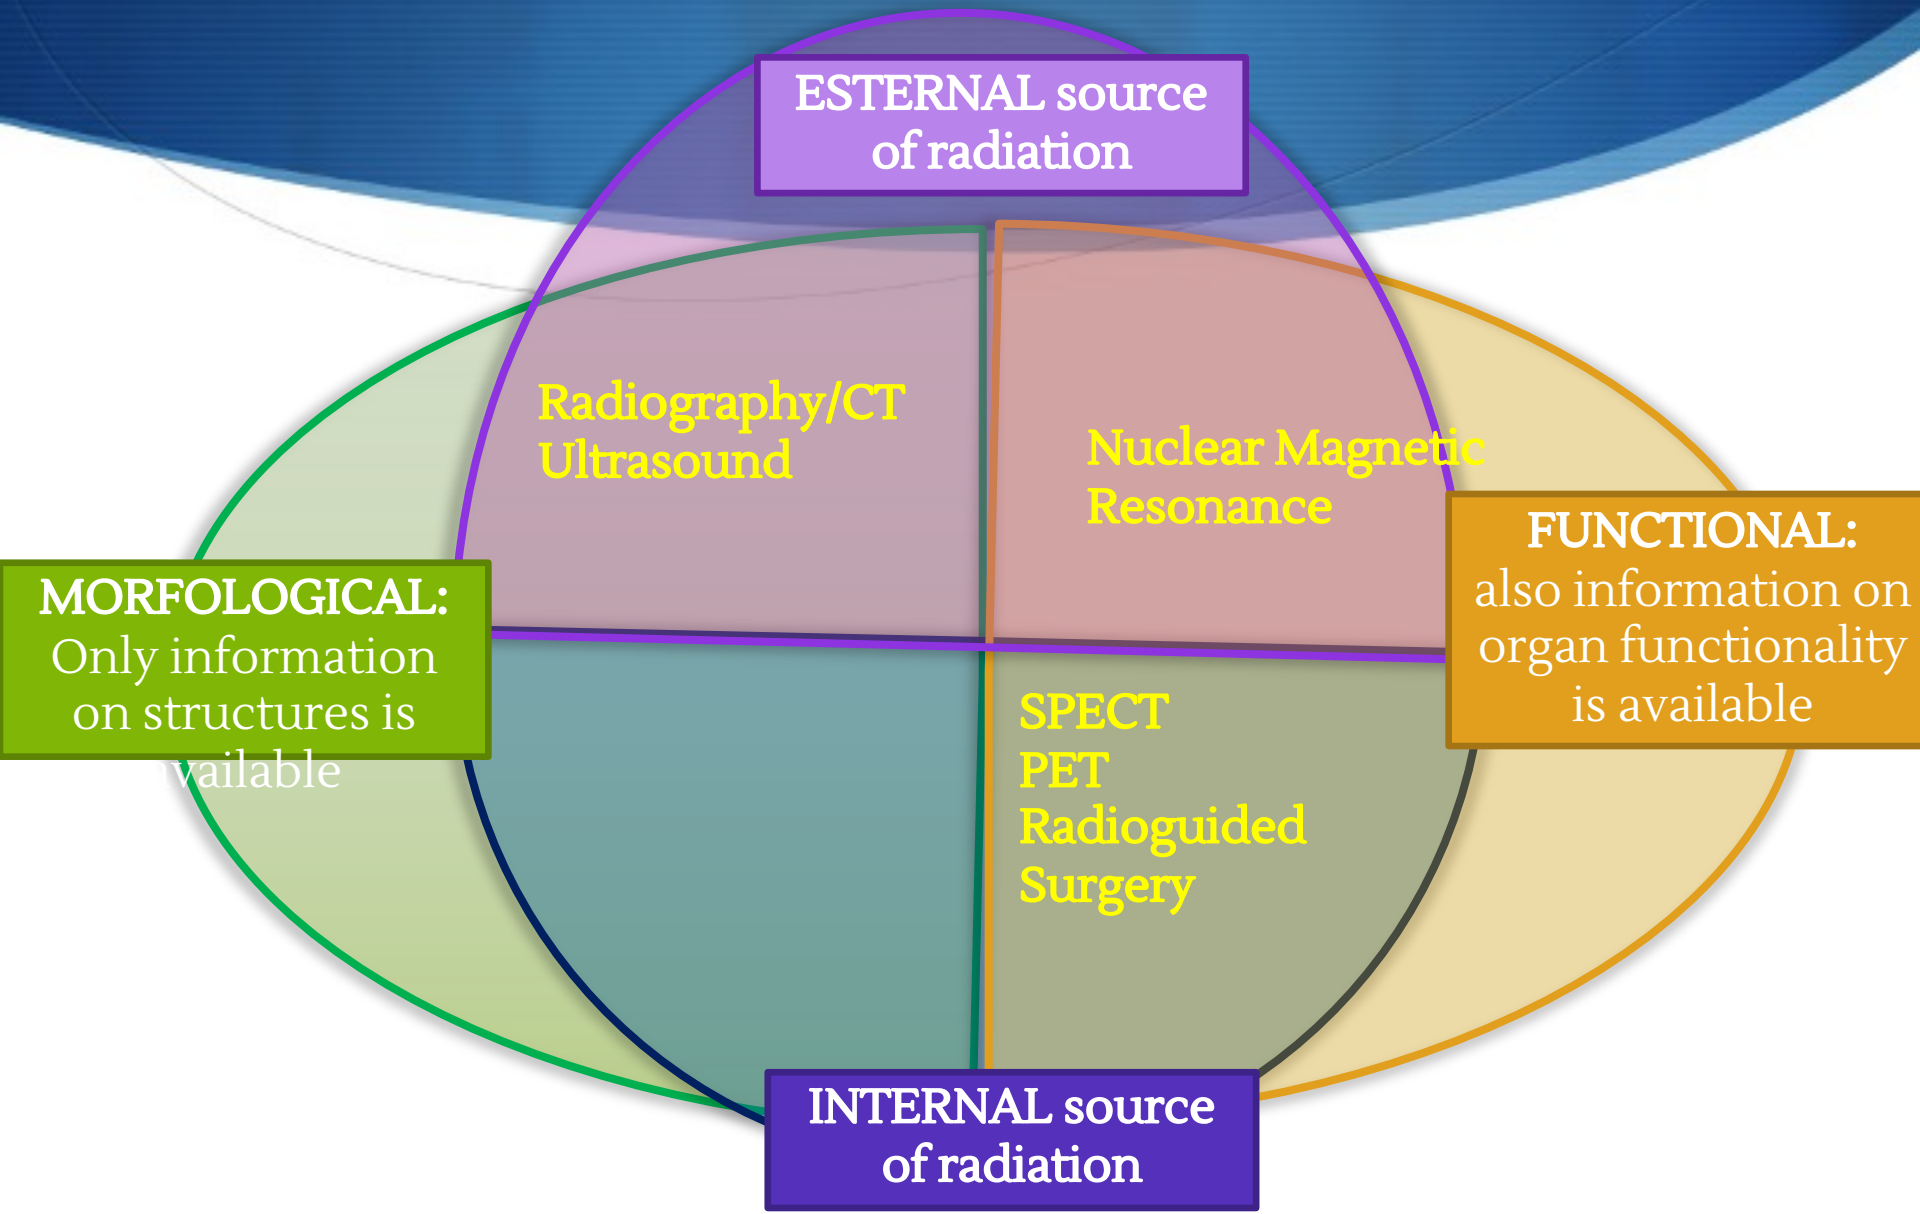 ESTERNAL source
of radiation
Radiography/CT
Ultrasound
Nuclear Magnetic
Resonance
MORFOLOGICAL:
Only information
on structures is
available
FUNCTIONAL:
also information on
organ functionality
is available
SPECT
PET
Radioguided
Surgery
INTERNAL source
of radiation